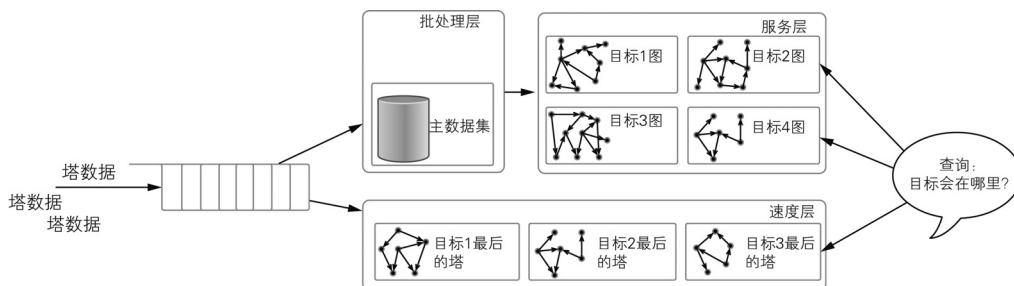 塔数据
塔数据
塔数据
批处理层
主数据集
服务层
目标1图
目标2图
目标3图
目标4图
速度层
目标1最后
的塔
目标2最后
的塔
目标3最后
的塔
查询：
目标会在哪里？